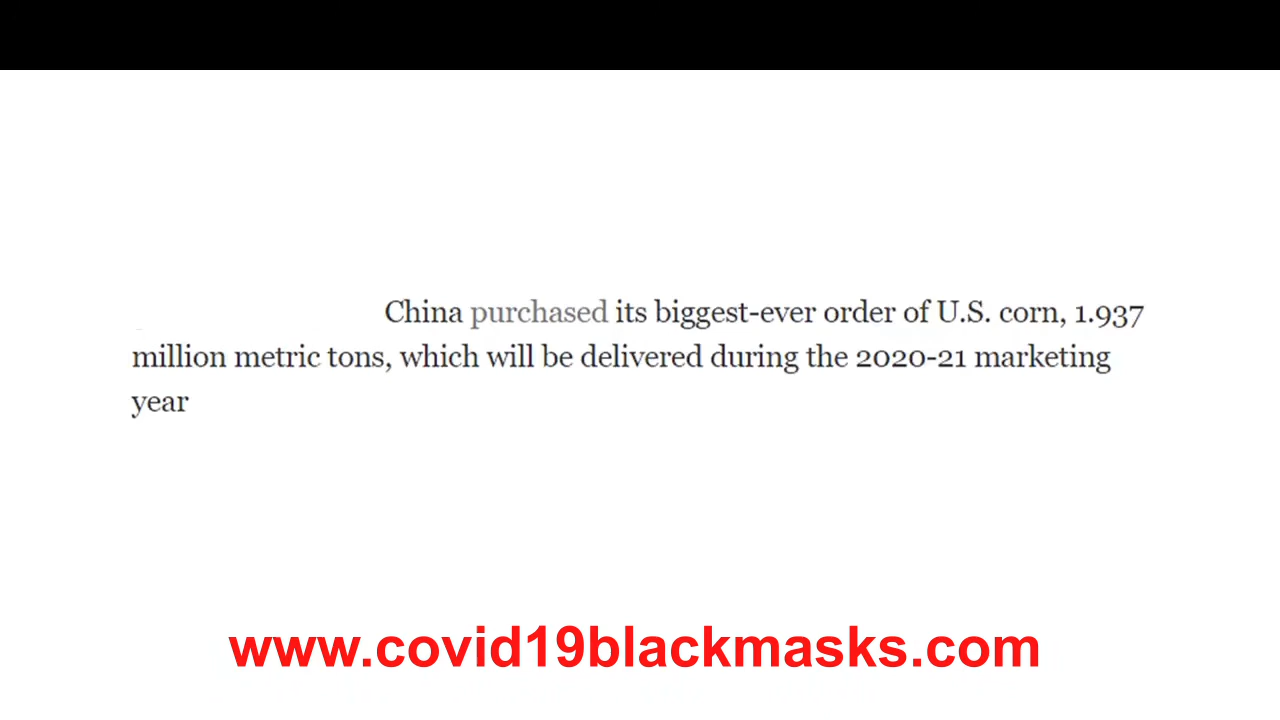 China purchased its biggest-ever order of U.S. corn, 1.937
million metric tons, which will be delivered during the 2020-21 marketing
year
www.covid19blackmasks.com